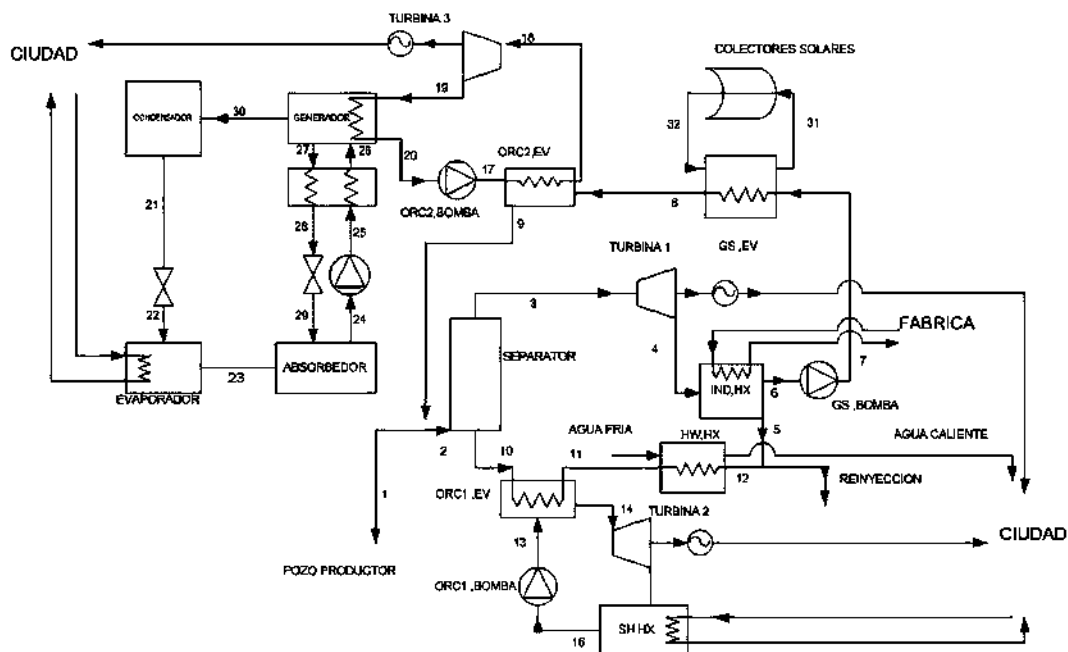 TURBINA 3
CIUDAD
18
COLECTORES SOLARES
19
CONDENSADOR
30
GENERADOR
32
31
27
26
20
17
ORC2,EV
21
ORC2,BOMBA
8
28
25
9
TURBINA 1
GS ,EV
22
29
24
3
FABRICA
SEPARATOR
4
7
23
ABSORBEDOR
IND,HX
6
EVAPORADOR
GS ,BOMBA
2
10
AGUA FRIA
11
HW,HX
5
AGUA CALIENTE
12
REINYECCION
ORC1 ,EV
1
14
TURBINA 2
13
CIUDAD
POZO PRODUCTOR
ORC1 ,BOMBA
16
SH HX